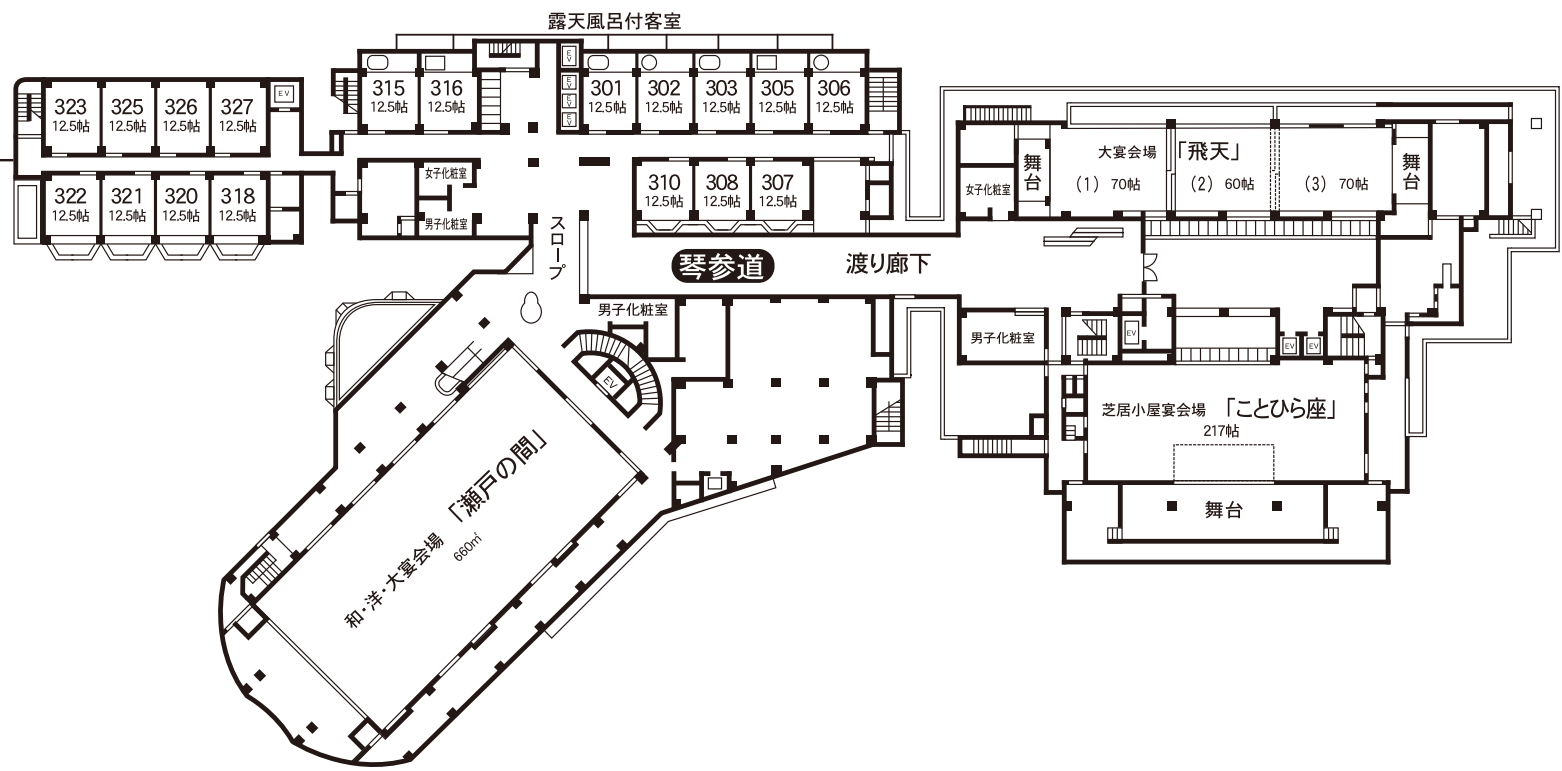 露天風呂付客室
323
12.5帖
325
12.5帖
326
12.5帖
327
12.5帖
EV
315
12.5帖
316
12.5帖
EV
EV
EV
EV
301
12.5帖
302
12.5帖
303
12.5帖
305
12.5帖
306
12.5帖
322
12.5帖
321
12.5帖
320
12.5帖
318
12.5帖
女子化粧室
男子化粧室
310
12.5帖
308
12.5帖
307
12.5帖
スロープ
琴参道
渡り廊下
女子化粧室
舞台
大宴会場 「飛天」
(1) 70帖
(2) 60帖
(3) 70帖
舞台
男子化粧室
EV
男子化粧室
EV
EV
EV
芝居小屋宴会場 「ことひら座」
217帖
舞台
和・洋・大宴会場 「瀬戸の間」
660㎡